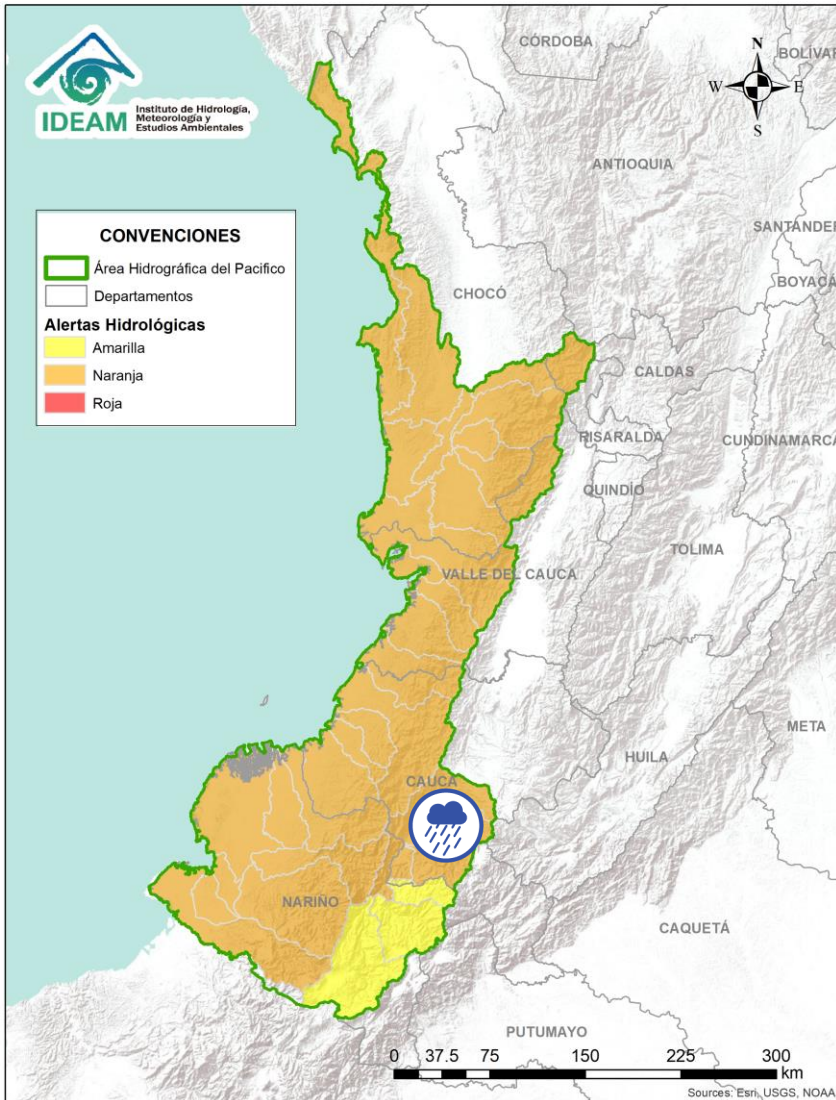 IDEAM
Instituto de Hidrología,
Meteorología y
Estudios Ambientales
N
W
E
S
CÓRDOBA
BOLÍVAR
ANTIOQUIA
SANTANDER
BOYACÁ
CHOCÓ
CALDAS
RISARALDA
CUNDINAMARCA
QUINDÍO
TOLIMA
VALLE DEL CAUCA
META
HUILA
CAUCA
NARIÑO
CAQUETÁ
PUTUMAYO
CONVENCIONES
Área Hidrográfica del Pacifico
Departamentos
Alertas Hidrológicas
Amarilla
Naranja
Roja
0 37.5 75 150 225 300
km
Sources: Esri, USGS, NOAA